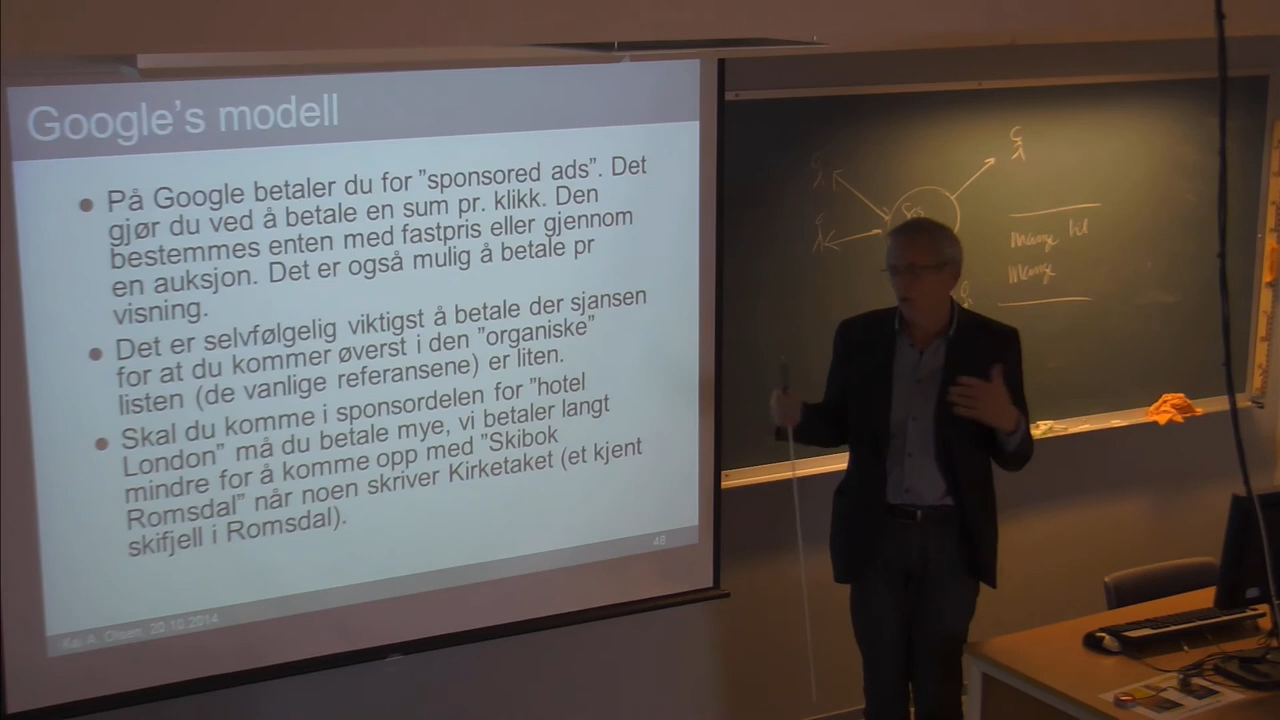 Google's modell
På Google betaler du for "sponsored ads". Det
gjør du ved å betale en sum pr. klikk. Den
bestemmes enten med fastpris eller gjennom
en auksjon. Det er også mulig å betale pr
visning.
Det er selvfølgelig viktigst å betale der sjansen
for at du kommer øverst i den "organiske"
listen (de vanlige referansene) er liten.
Skal du komme i sponsordelen for "hotel
London" må du betale mye, vi betaler langt
mindre for å komme opp med "Skibok
Romsdal" når noen skriver Kirketaket (et kjent
skifjell i Romsdal).
48
Kai A. Olsen, 20.10.2014
Mange til
Mange